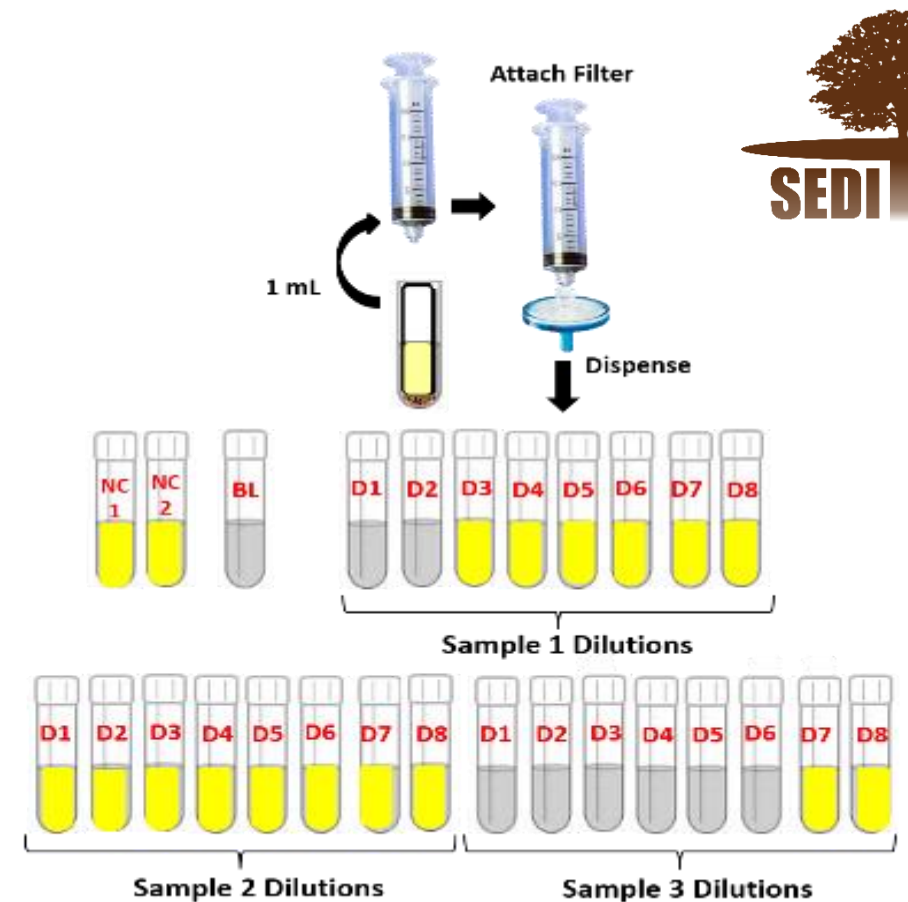 Attach Filter
SEDI
1 mL
Dispense
NC 1
NC 2
BL
D1 D2 D3 D4 D5 D6 D7 D8
Sample 1 Dilutions
D1 D2 D3 D4 D5 D6 D7 D8
D1 D2 D3 D4 D5 D6 D7 D8
Sample 2 Dilutions
Sample 3 Dilutions